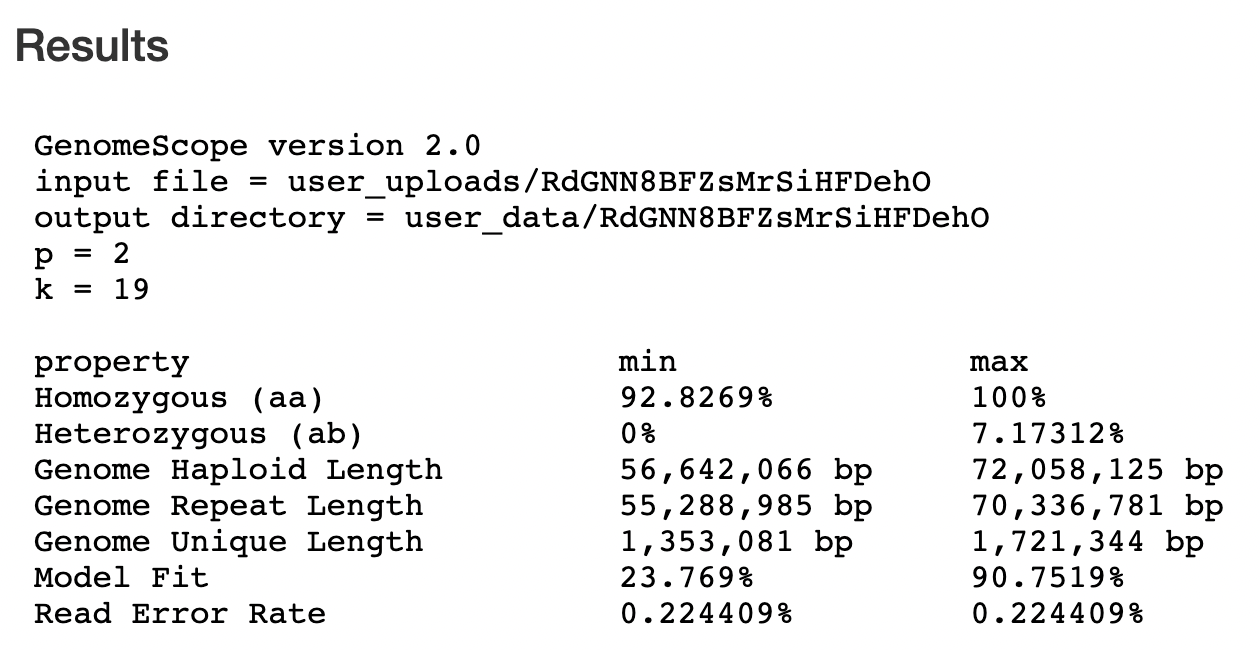 Results
GenomeScope version 2.0
input file = user_uploads/RdGNN8BFZsMrSiHFDehO
output directory = user_data/RdGNN8BFZsMrSiHFDehO
p = 2
k = 19
property min max
Homozygous (aa) 92.8269% 100%
Heterozygous (ab) 0% 7.17312%
Genome Haploid Length 56,642,066 bp 72,058,125 bp
Genome Repeat Length 55,288,985 bp 70,336,781 bp
Genome Unique Length 1,353,081 bp 1,721,344 bp
Model Fit 23.769% 90.7519%
Read Error Rate 0.224409% 0.224409%